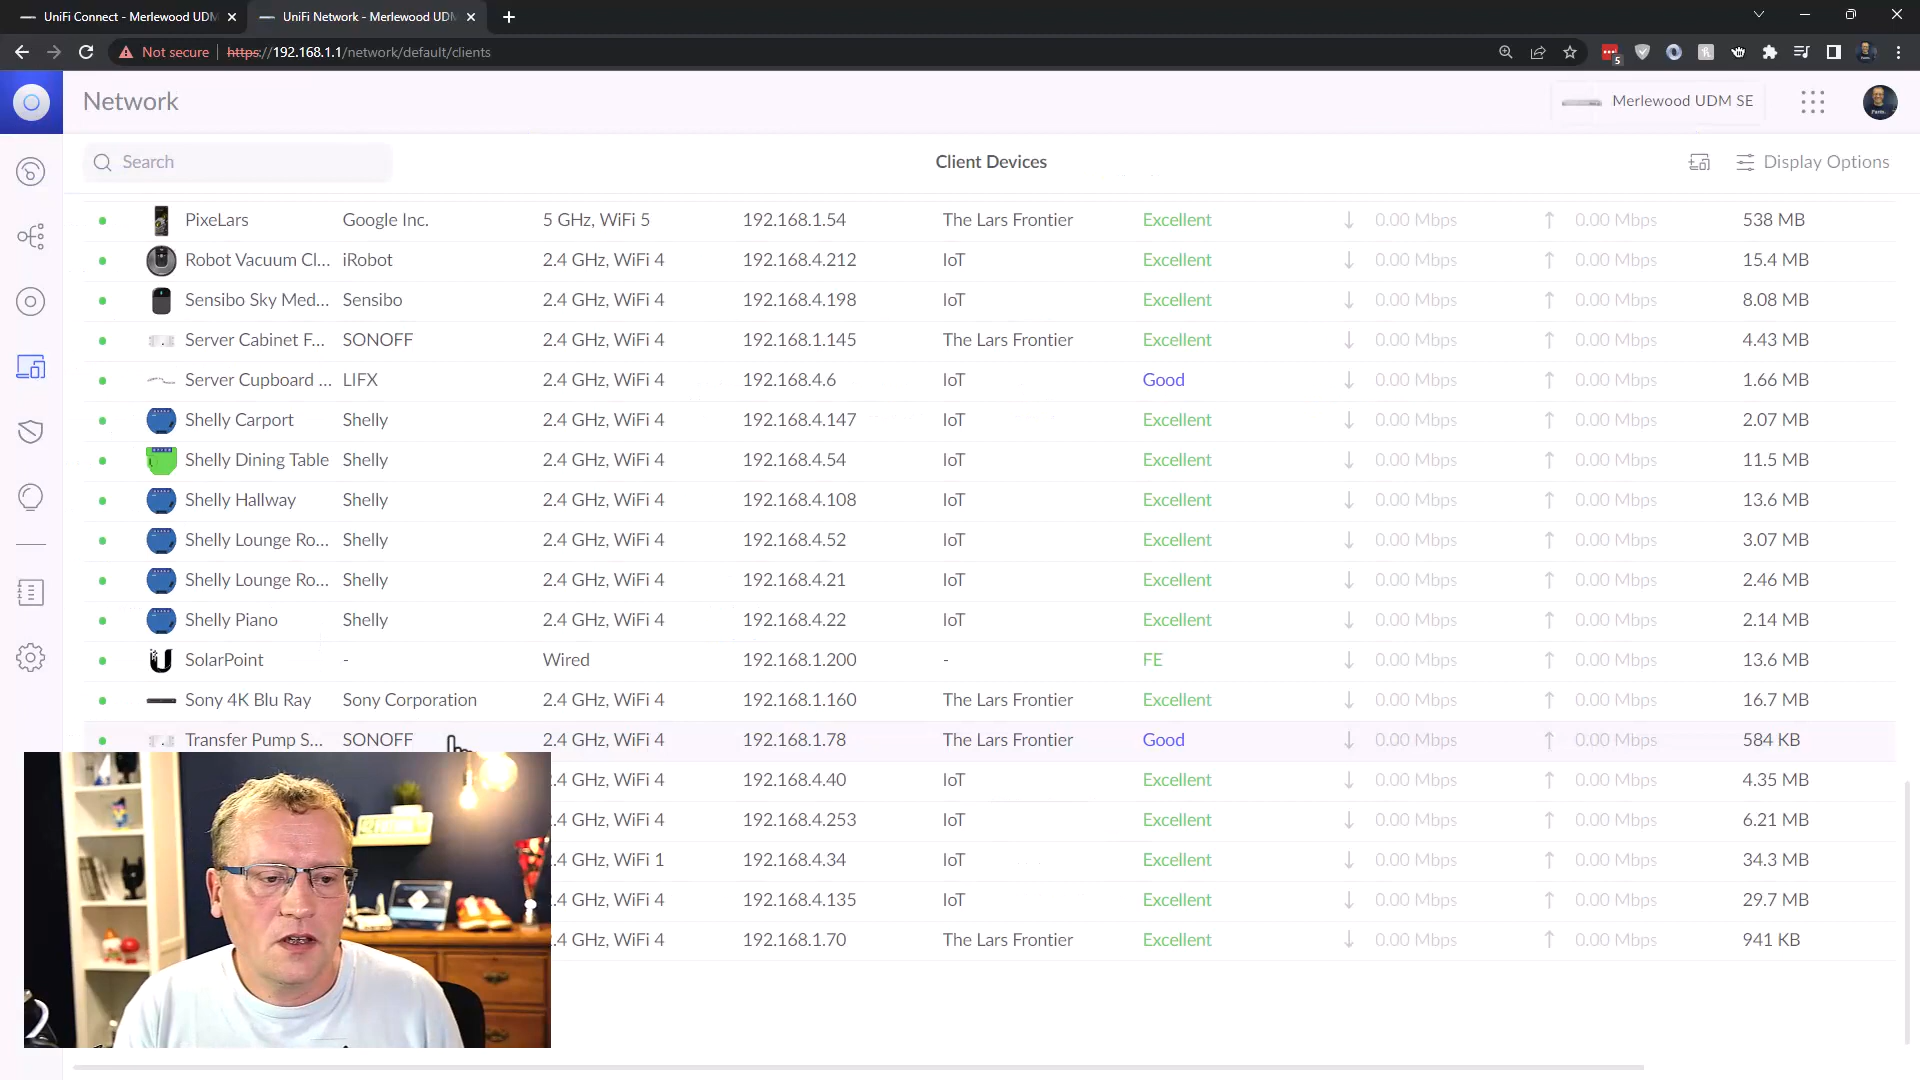 UniFi Connect - Merlewood UDM
UniFi Network - Merlewood UDM
Not secure https://192.168.1.1/network/default/clients
5
Network
Merlewood UDM SE
Search
Client Devices
Display Options
PixeLars Google Inc. 5 GHz, WiFi 5 192.168.1.54 The Lars Frontier Excellent ↓ 0.00 Mbps ↑ 0.00 Mbps 538 MB
Robot Vacuum Cl... iRobot 2.4 GHz, WiFi 4 192.168.4.212 IoT Excellent ↓ 0.00 Mbps ↑ 0.00 Mbps 15.4 MB
Sensibo Sky Med... Sensibo 2.4 GHz, WiFi 4 192.168.4.198 IoT Excellent ↓ 0.00 Mbps ↑ 0.00 Mbps 8.08 MB
Server Cabinet F... SONOFF 2.4 GHz, WiFi 4 192.168.1.145 The Lars Frontier Excellent ↓ 0.00 Mbps ↑ 0.00 Mbps 4.43 MB
Server Cupboard ... LIFX 2.4 GHz, WiFi 4 192.168.4.6 IoT Good ↓ 0.00 Mbps ↑ 0.00 Mbps 1.66 MB
Shelly Carport Shelly 2.4 GHz, WiFi 4 192.168.4.147 IoT Excellent ↓ 0.00 Mbps ↑ 0.00 Mbps 2.07 MB
Shelly Dining Table Shelly 2.4 GHz, WiFi 4 192.168.4.54 IoT Excellent ↓ 0.00 Mbps ↑ 0.00 Mbps 11.5 MB
Shelly Hallway Shelly 2.4 GHz, WiFi 4 192.168.4.108 IoT Excellent ↓ 0.00 Mbps ↑ 0.00 Mbps 13.6 MB
Shelly Lounge Ro... Shelly 2.4 GHz, WiFi 4 192.168.4.52 IoT Excellent ↓ 0.00 Mbps ↑ 0.00 Mbps 3.07 MB
Shelly Lounge Ro... Shelly 2.4 GHz, WiFi 4 192.168.4.21 IoT Excellent ↓ 0.00 Mbps ↑ 0.00 Mbps 2.46 MB
Shelly Piano Shelly 2.4 GHz, WiFi 4 192.168.4.22 IoT Excellent ↓ 0.00 Mbps ↑ 0.00 Mbps 2.14 MB
SolarPoint - Wired 192.168.1.200 - FE ↓ 0.00 Mbps ↑ 0.00 Mbps 13.6 MB
Sony 4K Blu Ray Sony Corporation 2.4 GHz, WiFi 4 192.168.1.160 The Lars Frontier Excellent ↓ 0.00 Mbps ↑ 0.00 Mbps 16.7 MB
Transfer Pump S... SONOFF 2.4 GHz, WiFi 4 192.168.1.78 The Lars Frontier Good ↓ 0.00 Mbps ↑ 0.00 Mbps 584 KB
.4 GHz, WiFi 4 192.168.4.40 IoT Excellent ↓ 0.00 Mbps ↑ 0.00 Mbps 4.35 MB
.4 GHz, WiFi 4 192.168.4.253 IoT Excellent ↓ 0.00 Mbps ↑ 0.00 Mbps 6.21 MB
.4 GHz, WiFi 1 192.168.4.34 IoT Excellent ↓ 0.00 Mbps ↑ 0.00 Mbps 34.3 MB
.4 GHz, WiFi 4 192.168.4.135 IoT Excellent ↓ 0.00 Mbps ↑ 0.00 Mbps 29.7 MB
.4 GHz, WiFi 4 192.168.1.70 The Lars Frontier Excellent ↓ 0.00 Mbps ↑ 0.00 Mbps 941 KB